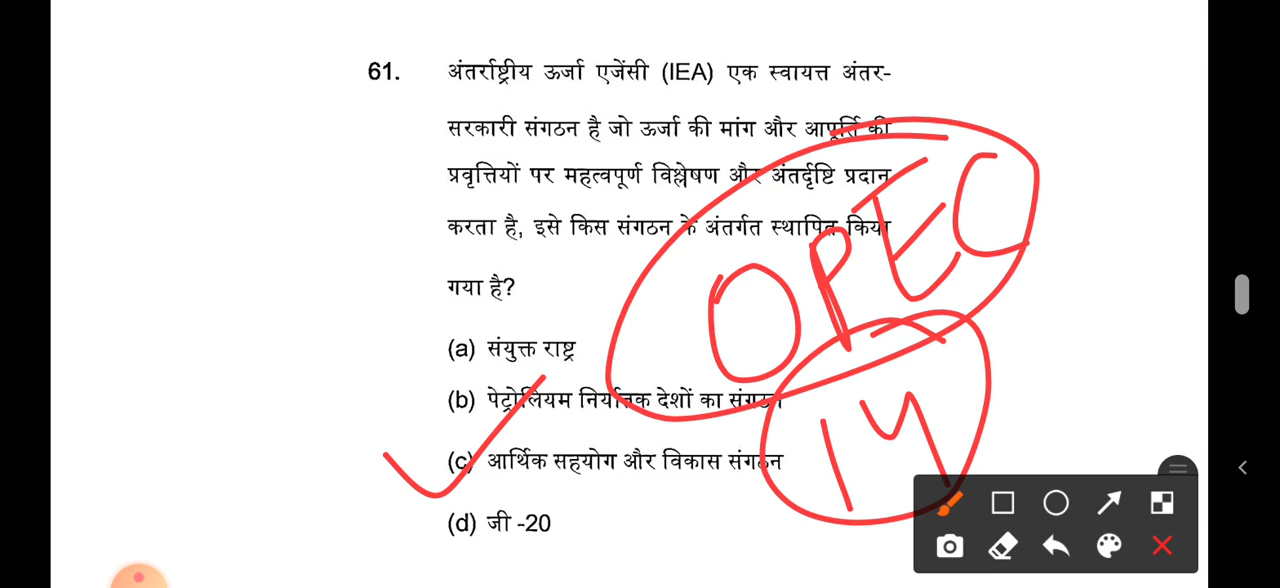 61. अंतर्राष्ट्रीय ऊर्जा एजेंसी (IEA) एक स्वायत्त अंतर-
सरकारी संगठन है जो ऊर्जा की मांग और आपूर्ति की
प्रवृत्तियों पर महत्वपूर्ण विश्लेषण और अंतर्दृष्टि प्रदान
करता है, इसे किस संगठन के अंतर्गत स्थापित किया
गया है?
OPEC
(a) संयुक्त राष्ट्र
(b) पेट्रोलियम निर्यातक देशों का संगठन
(c) आर्थिक सहयोग और विकास संगठन
(d) जी -20